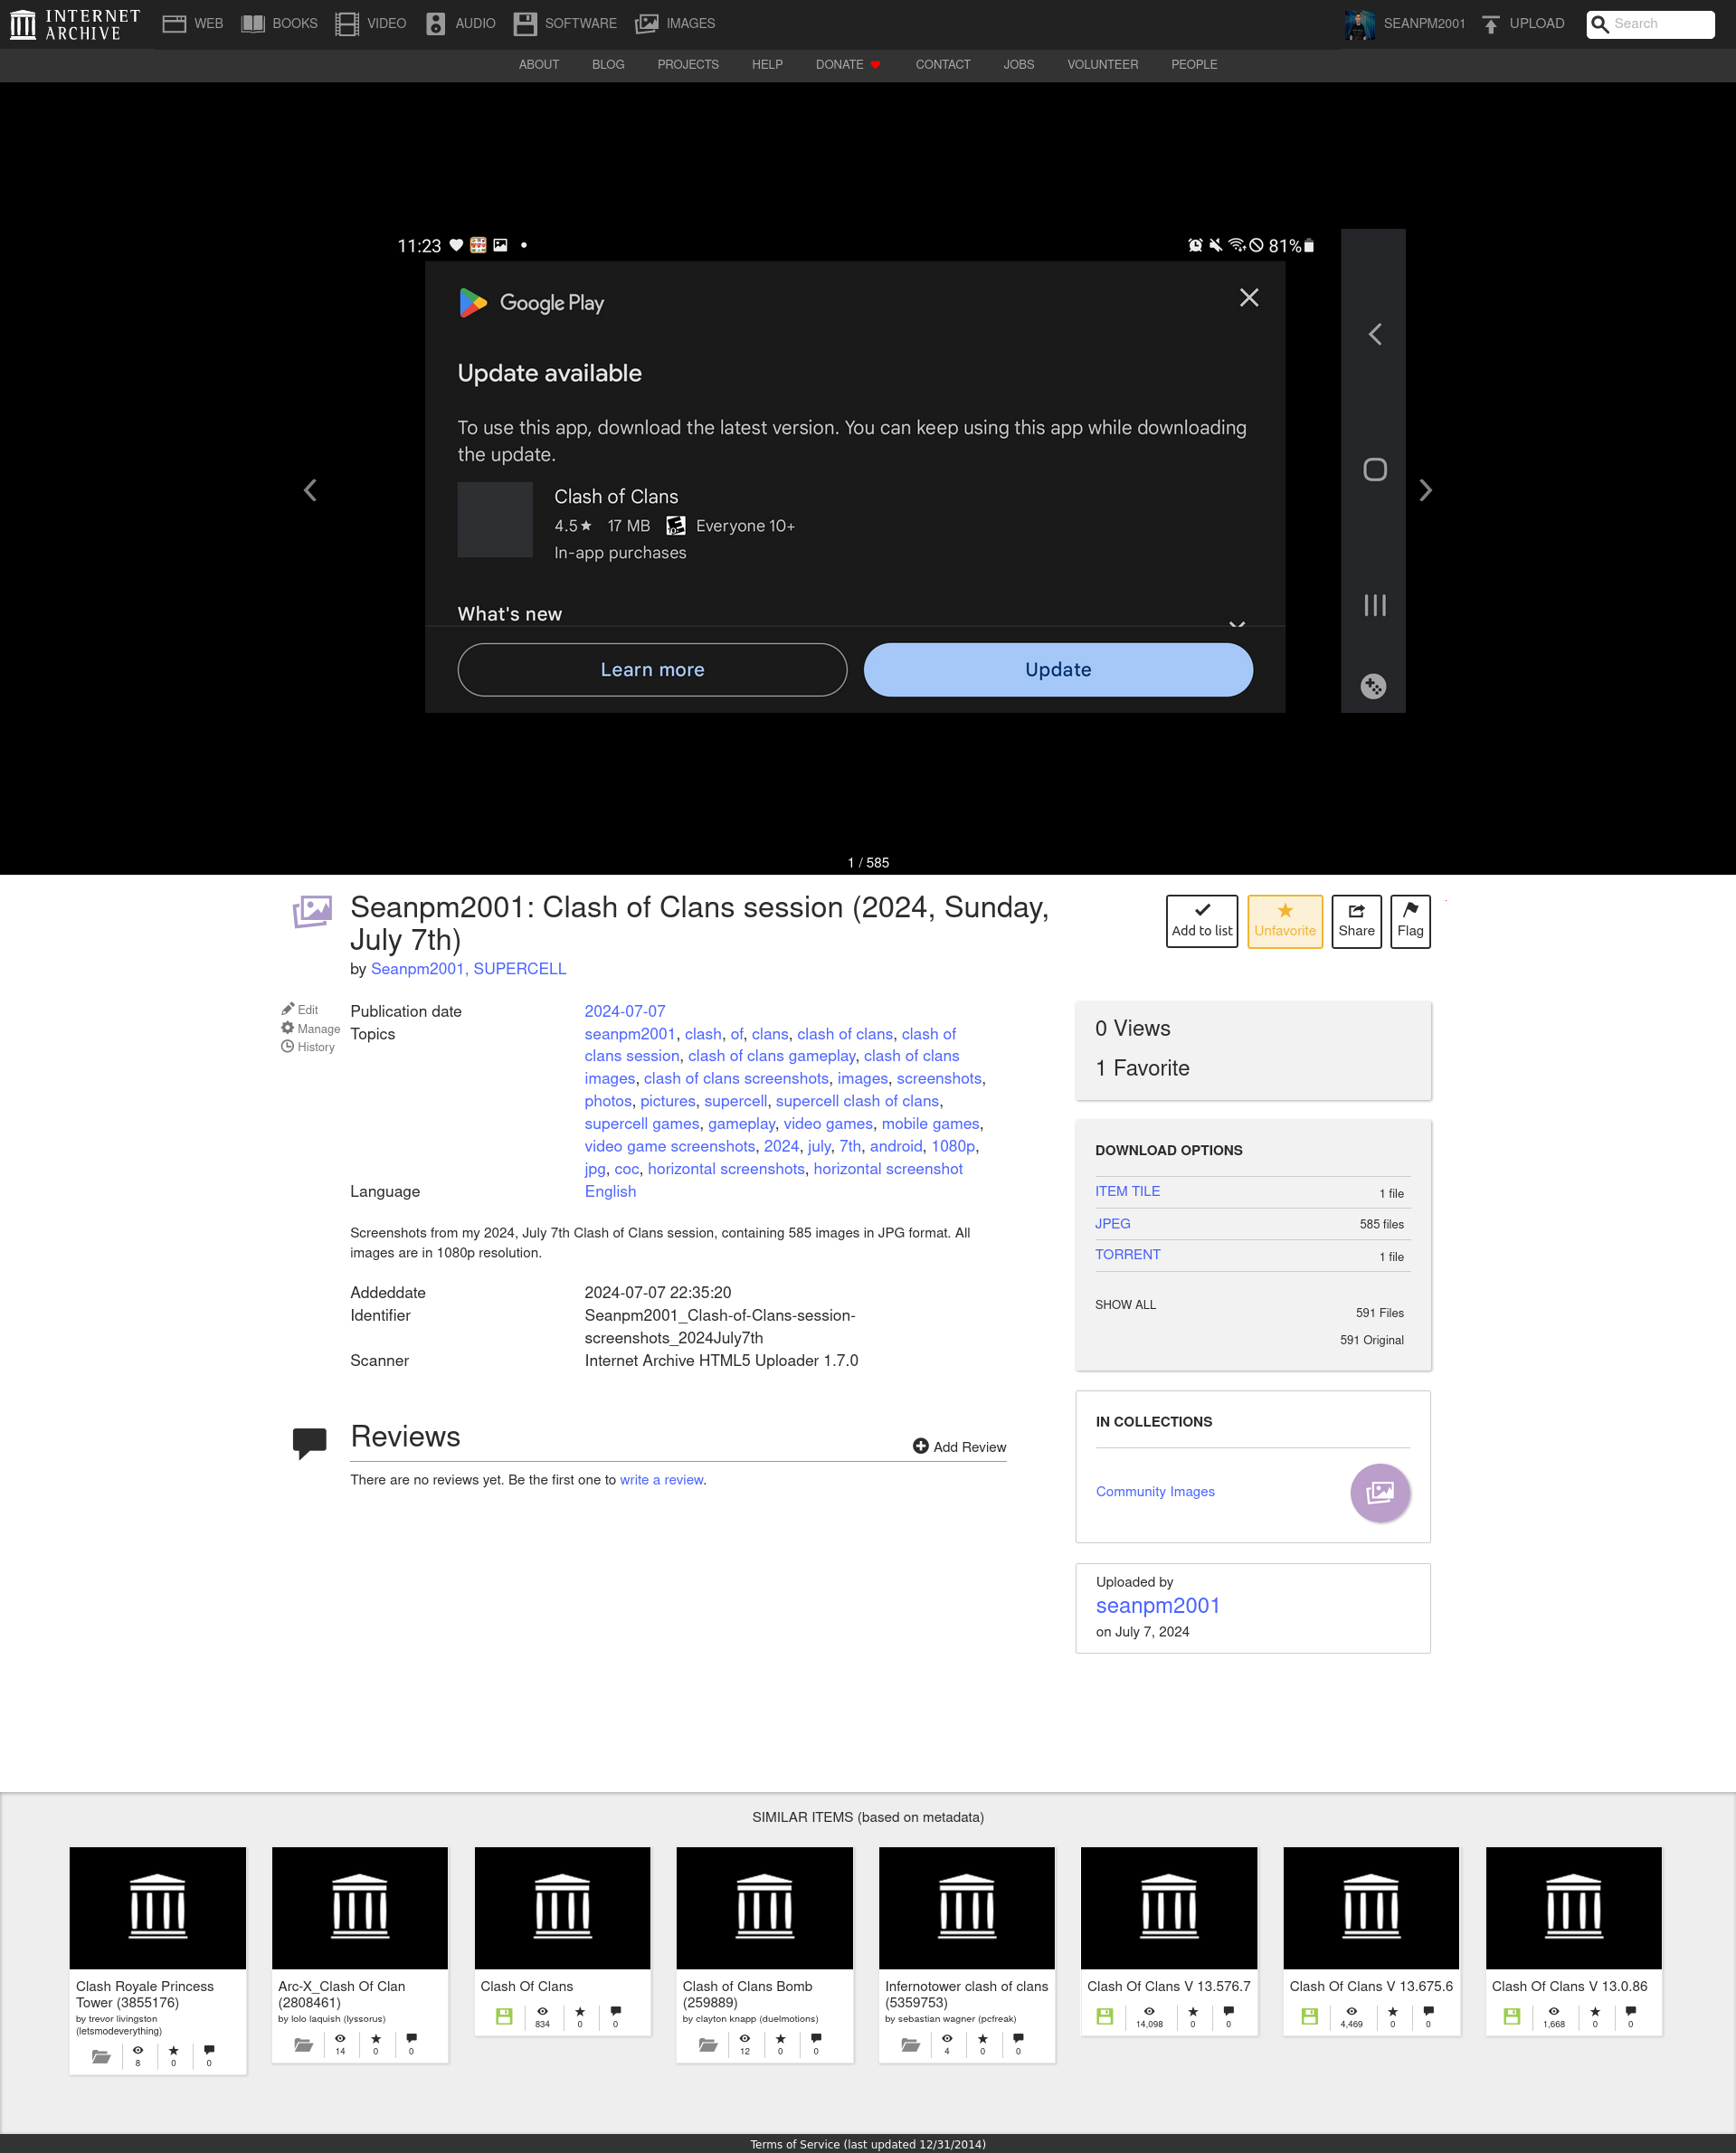 INTERNET ARCHIVE
WEB BOOKS VIDEO AUDIO SOFTWARE IMAGES SEANPM2001 UPLOAD Search
ABOUT BLOG PROJECTS HELP DONATE CONTACT JOBS VOLUNTEER PEOPLE
11:23 81%
Google Play
Update available
To use this app, download the latest version. You can keep using this app while downloading
the update.
Clash of Clans
4.5★ 17 MB E Everyone 10+
In-app purchases
What's new
Learn more Update
1 / 585
Seanpm2001: Clash of Clans session (2024, Sunday,
July 7th)
by Seanpm2001, SUPERCELL
Add to list Unfavorite Share Flag
Edit
Manage
History
Publication date 2024-07-07
Topics seanpm2001, clash, of, clans, clash of clans, clash of
clans session, clash of clans gameplay, clash of clans
images, clash of clans screenshots, images, screenshots,
photos, pictures, supercell, supercell clash of clans,
supercell games, gameplay, video games, mobile games,
video game screenshots, 2024, july, 7th, android, 1080p,
jpg, coc, horizontal screenshots, horizontal screenshot
Language English
Screenshots from my 2024, July 7th Clash of Clans session, containing 585 images in JPG format. All
images are in 1080p resolution.
Addeddate 2024-07-07 22:35:20
Identifier Seanpm2001_Clash-of-Clans-session-
screenshots_2024July7th
Scanner Internet Archive HTML5 Uploader 1.7.0
Reviews
Add Review
There are no reviews yet. Be the first one to write a review.
0 Views
1 Favorite
DOWNLOAD OPTIONS
ITEM TILE 1 file
JPEG 585 files
TORRENT 1 file
SHOW ALL 591 Files
591 Original
IN COLLECTIONS
Community Images
Uploaded by
seanpm2001
on July 7, 2024
SIMILAR ITEMS (based on metadata)
Clash Royale Princess
Tower (3855176)
by trevor livingston
(letsmodeverything)
8 0 0
Arc-X_Clash Of Clan
(2808461)
by lolo laquish (lyssorus)
14 0 0
Clash Of Clans
834 0 0
Clash of Clans Bomb
(259889)
by clayton knapp (duelmotions)
12 0 0
Infernotower clash of clans
(5359753)
by sebastian wagner (pcfreak)
4 0 0
Clash Of Clans V 13.576.7
14,098 0 0
Clash Of Clans V 13.675.6
4,469 0 0
Clash Of Clans V 13.0.86
1,668 0 0
Terms of Service (last updated 12/31/2014)